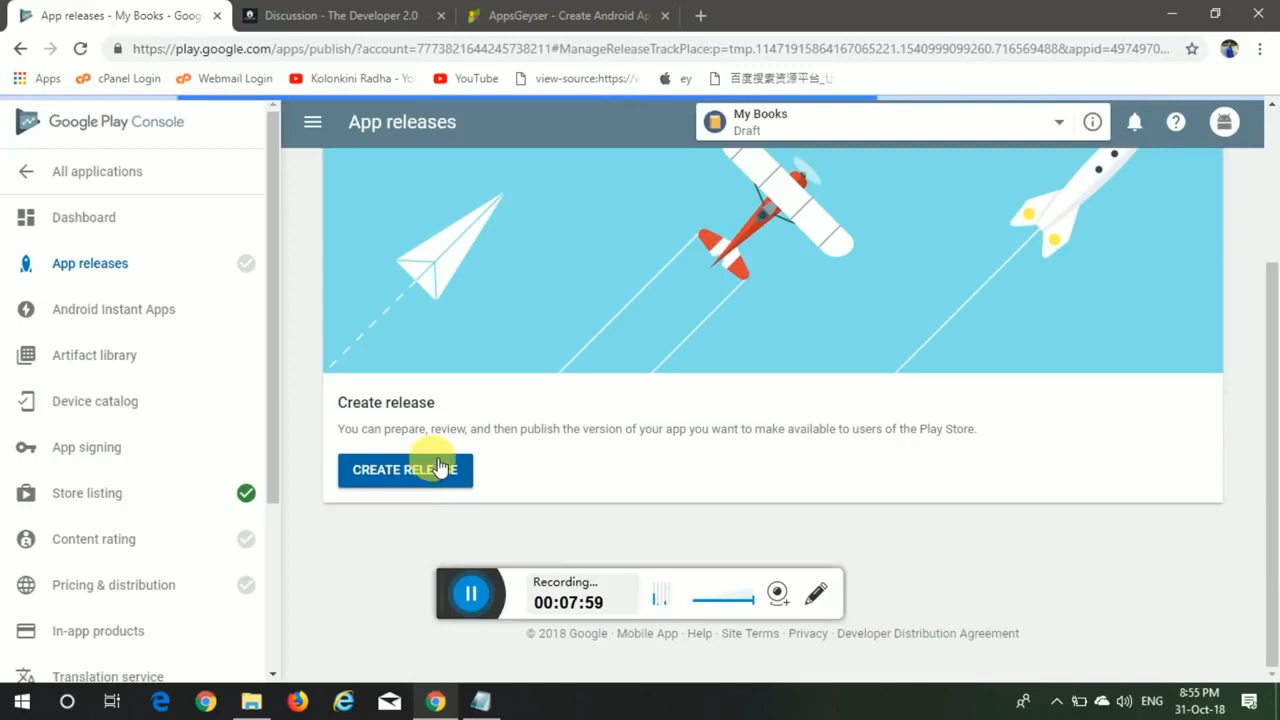 App releases - My Books - Goog
Discussion - The Developer 2.0
AppsGeyser - Create Android Ap
https://play.google.com/apps/publish/?account=7773821644245738211#ManageReleaseTrackPlace:p=tmp.11471915864167065221.1540999099260.7165694688&appid=4974970...
Apps
cPanel Login
Webmail Login
Kolonkini Radha - Yo
YouTube
view-source:https://v
ey
百度搜索资源平台_
Google Play Console
App releases
My Books
Draft
All applications
Dashboard
App releases
Android Instant Apps
Artifact library
Device catalog
App signing
Store listing
Content rating
Pricing & distribution
In-app products
Translation service
Create release
You can prepare, review, and then publish the version of your app you want to make available to users of the Play Store.
CREATE RELEASE
Recording...
00:07:59
© 2018 Google · Mobile App · Help · Site Terms · Privacy · Developer Distribution Agreement
ENG
8:55 PM
31-Oct-18